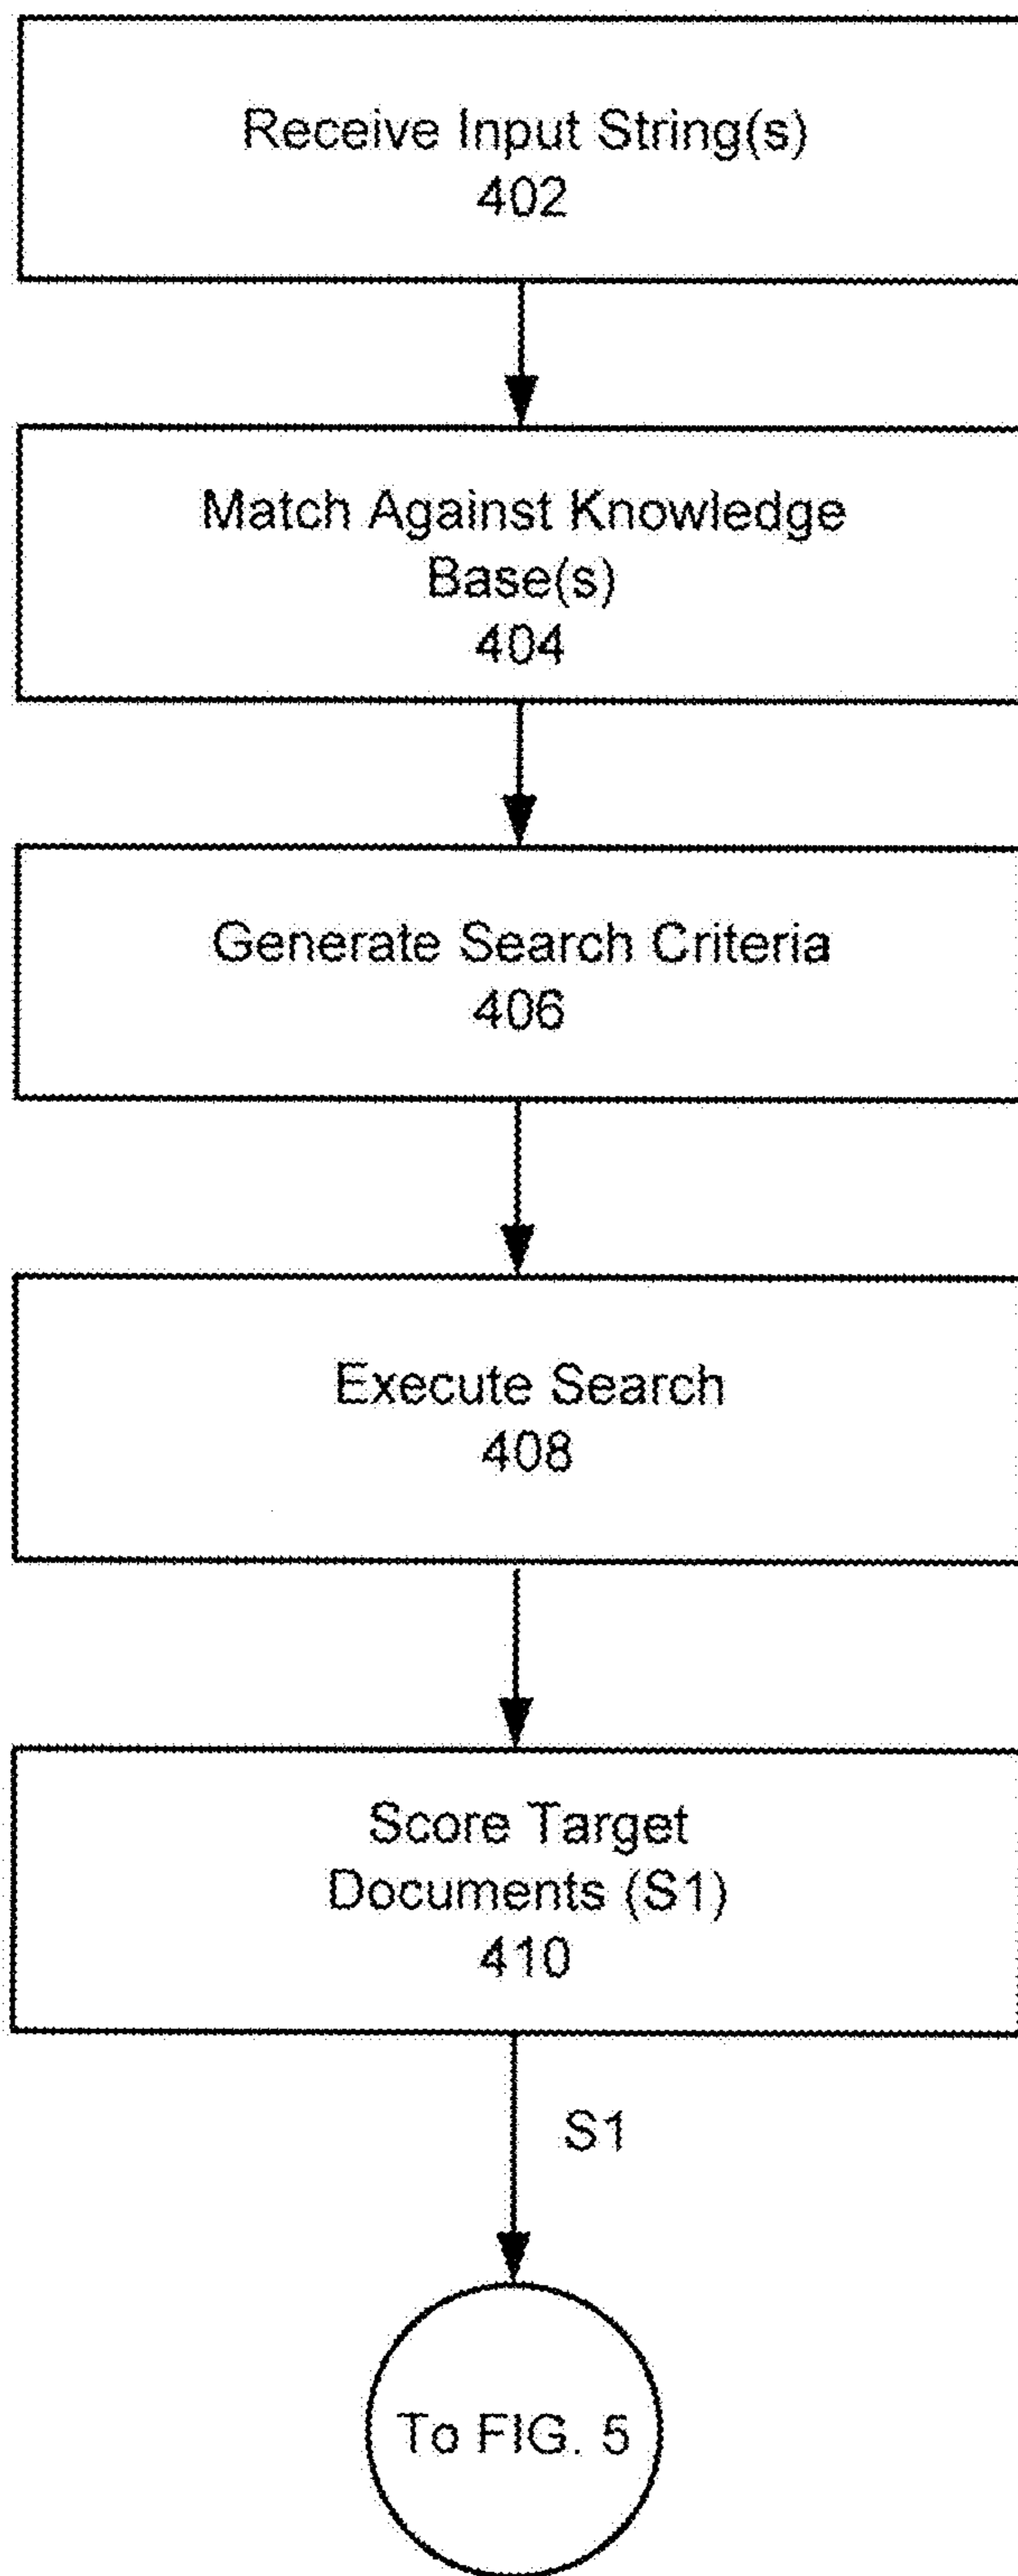 Receive Input String(s)
402
Match Against Knowledge
Base(s)
404
Generate Search Criteria
406
Execute Search
408
Score Target
Documents (S1)
410
S1
To FIG. 5